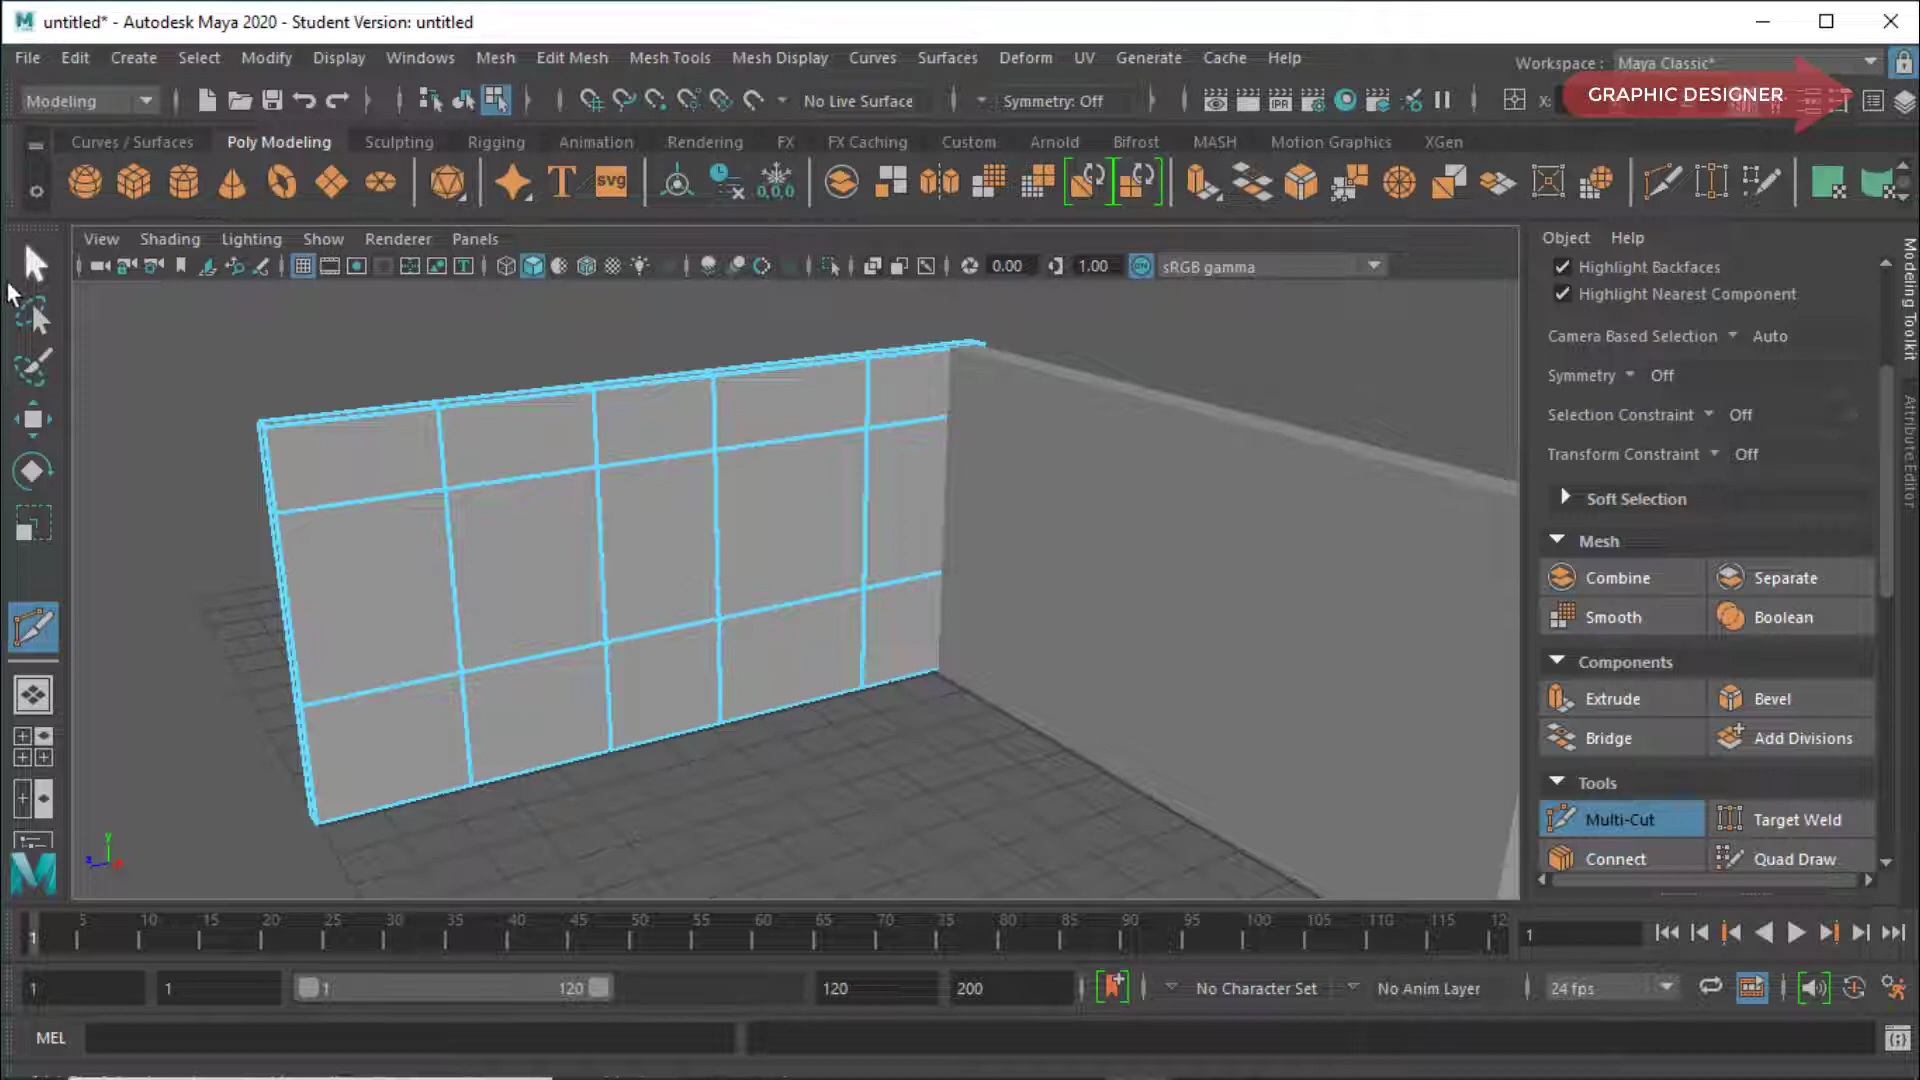 untitled* - Autodesk Maya 2020 - Student Version: untitled
File Edit Create Select Modify Display Windows Mesh Edit Mesh Mesh Tools Mesh Display Curves Surfaces Deform UV Generate Cache Help
Workspace : Maya Classic*
Modeling No Live Surface Symmetry: Off IPR X: GRAPHIC DESIGNER
Curves / Surfaces Poly Modeling Sculpting Rigging Animation Rendering FX FX Caching Custom Arnold Bifrost MASH Motion Graphics XGen
T svg 0,0,0
View Shading Lighting Show Renderer Panels
0.00 1.00 ON sRGB gamma
Object Help
Highlight Backfaces
Highlight Nearest Component
Camera Based Selection Auto
Symmetry Off
Selection Constraint Off
Transform Constraint Off
Soft Selection
Mesh
Combine Separate
Smooth Boolean
Components
Extrude Bevel
Bridge Add Divisions
Tools
Multi-Cut Target Weld
Connect Quad Draw
Modeling Toolkit
Attribute Editor
y
z x
5 10 15 20 25 30 35 40 45 50 55 60 65 70 75 80 85 90 95 100 105 110 115 12
1 1
1 1 1 120 120 200 No Character Set No Anim Layer 24 fps
MEL